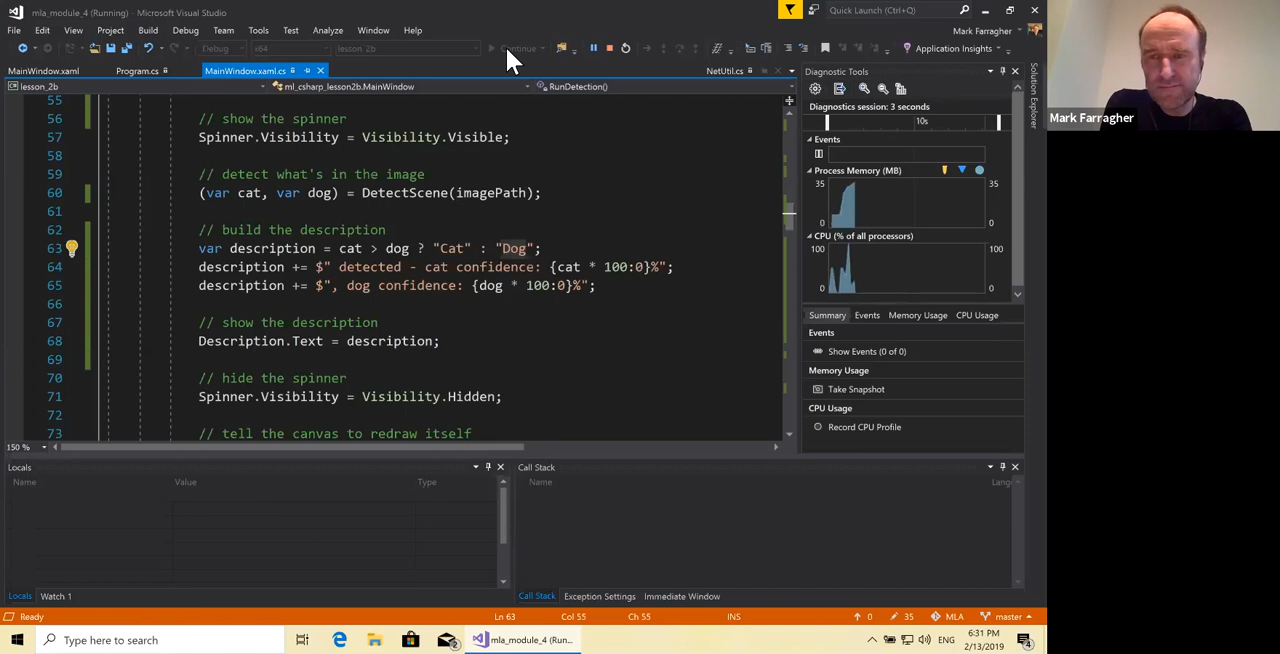 mla_module_4 (Running) - Microsoft Visual Studio
Quick Launch (Ctrl+Q)
File Edit View Project Build Debug Team Tools Test Analyze Window Help
Mark Farragher
Debug x64 lesson_2b Continue Application Insights
MainWindow.xaml Program.cs MainWindow.xaml.cs NetUtil.cs
lesson_2b ml_csharp_lesson2b.MainWindow RunDetection()
55
56 // show the spinner
57 Spinner.Visibility = Visibility.Visible;
58
59 // detect what's in the image
60 (var cat, var dog) = DetectScene(imagePath);
61
62 // build the description
63 var description = cat > dog ? "Cat" : "Dog";
64 description += $" detected - cat confidence: {cat * 100:0}%";
65 description += $", dog confidence: {dog * 100:0}%";
66
67 // show the description
68 Description.Text = description;
69
70 // hide the spinner
71 Spinner.Visibility = Visibility.Hidden;
72
73 // tell the canvas to redraw itself
150 %
Diagnostic Tools
Diagnostics session: 3 seconds
10s
Events
Process Memory (MB)
35 35
0 0
CPU (% of all processors)
100 100
0 0
Summary Events Memory Usage CPU Usage
Events
Show Events (0 of 0)
Memory Usage
Take Snapshot
CPU Usage
Record CPU Profile
Solution Explorer
Mark Farragher
Locals
Name Value Type
Call Stack
Name Lang
Locals Watch 1
Call Stack Exception Settings Immediate Window
Ready Ln 63 Col 55 Ch 55 INS 0 35 MLA master
Type here to search
2
mla_module_4 (Run...
ENG
6:31 PM
2/13/2019
4